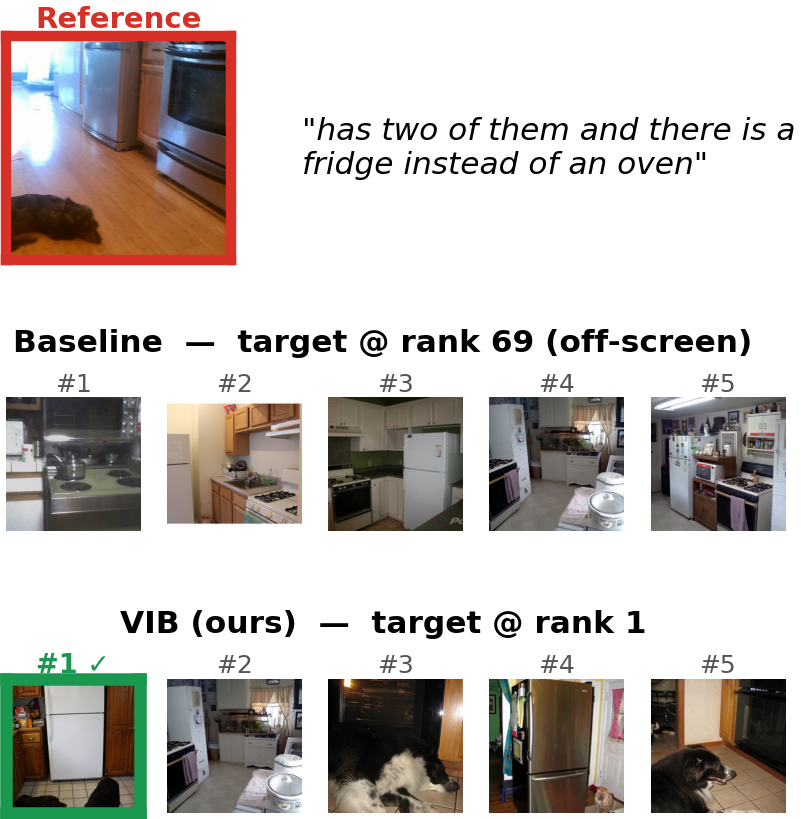 Reference
"has two of them and there is a
fridge instead of an oven"
Baseline — target @ rank 69 (off-screen)
#1 #2 #3 #4 #5
VIB (ours) — target @ rank 1
#1 ✓ #2 #3 #4 #5